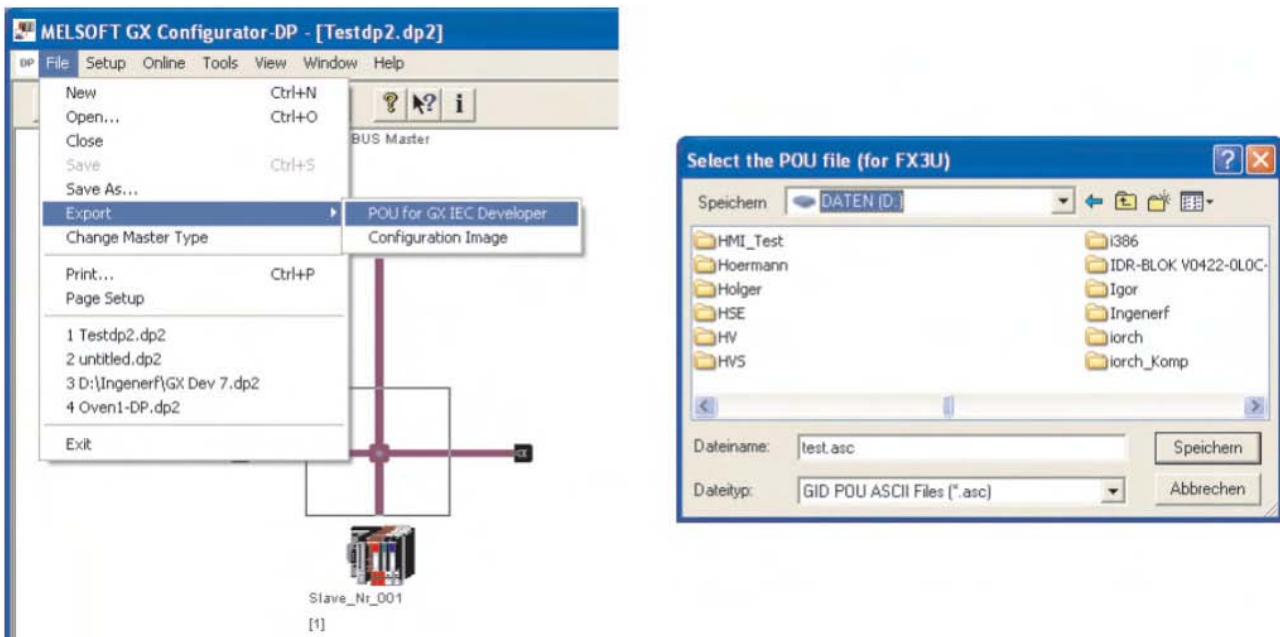 MELSOFT GX Configurator-DP - [Testdp2.dp2]
DP File Setup Online Tools View Window Help
New Ctrl+N
Open... Ctrl+O
Close
Save Ctrl+S
Save As...
Export
Change Master Type
Print... Ctrl+P
Page Setup
1 Testdp2.dp2
2 untitled.dp2
3 D:\Ingenerf\GX Dev 7.dp2
4 Oven1-DP.dp2
Exit
POU for GX IEC Developer
Configuration Image
BUS Master
Slave_Nr_001
[1]
Select the POU file (for FX3U)
Speichern DATEN (D:)
HMI_Test
Hoermann
Holger
HSE
HV
HVS
i386
IDR-BLOK V0422-0L0C-
Igor
Ingenerf
iorch
iorch_Komp
Dateiname: test.asc Speichern
Dateityp: GID POU ASCII Files (*.asc) Abbrechen